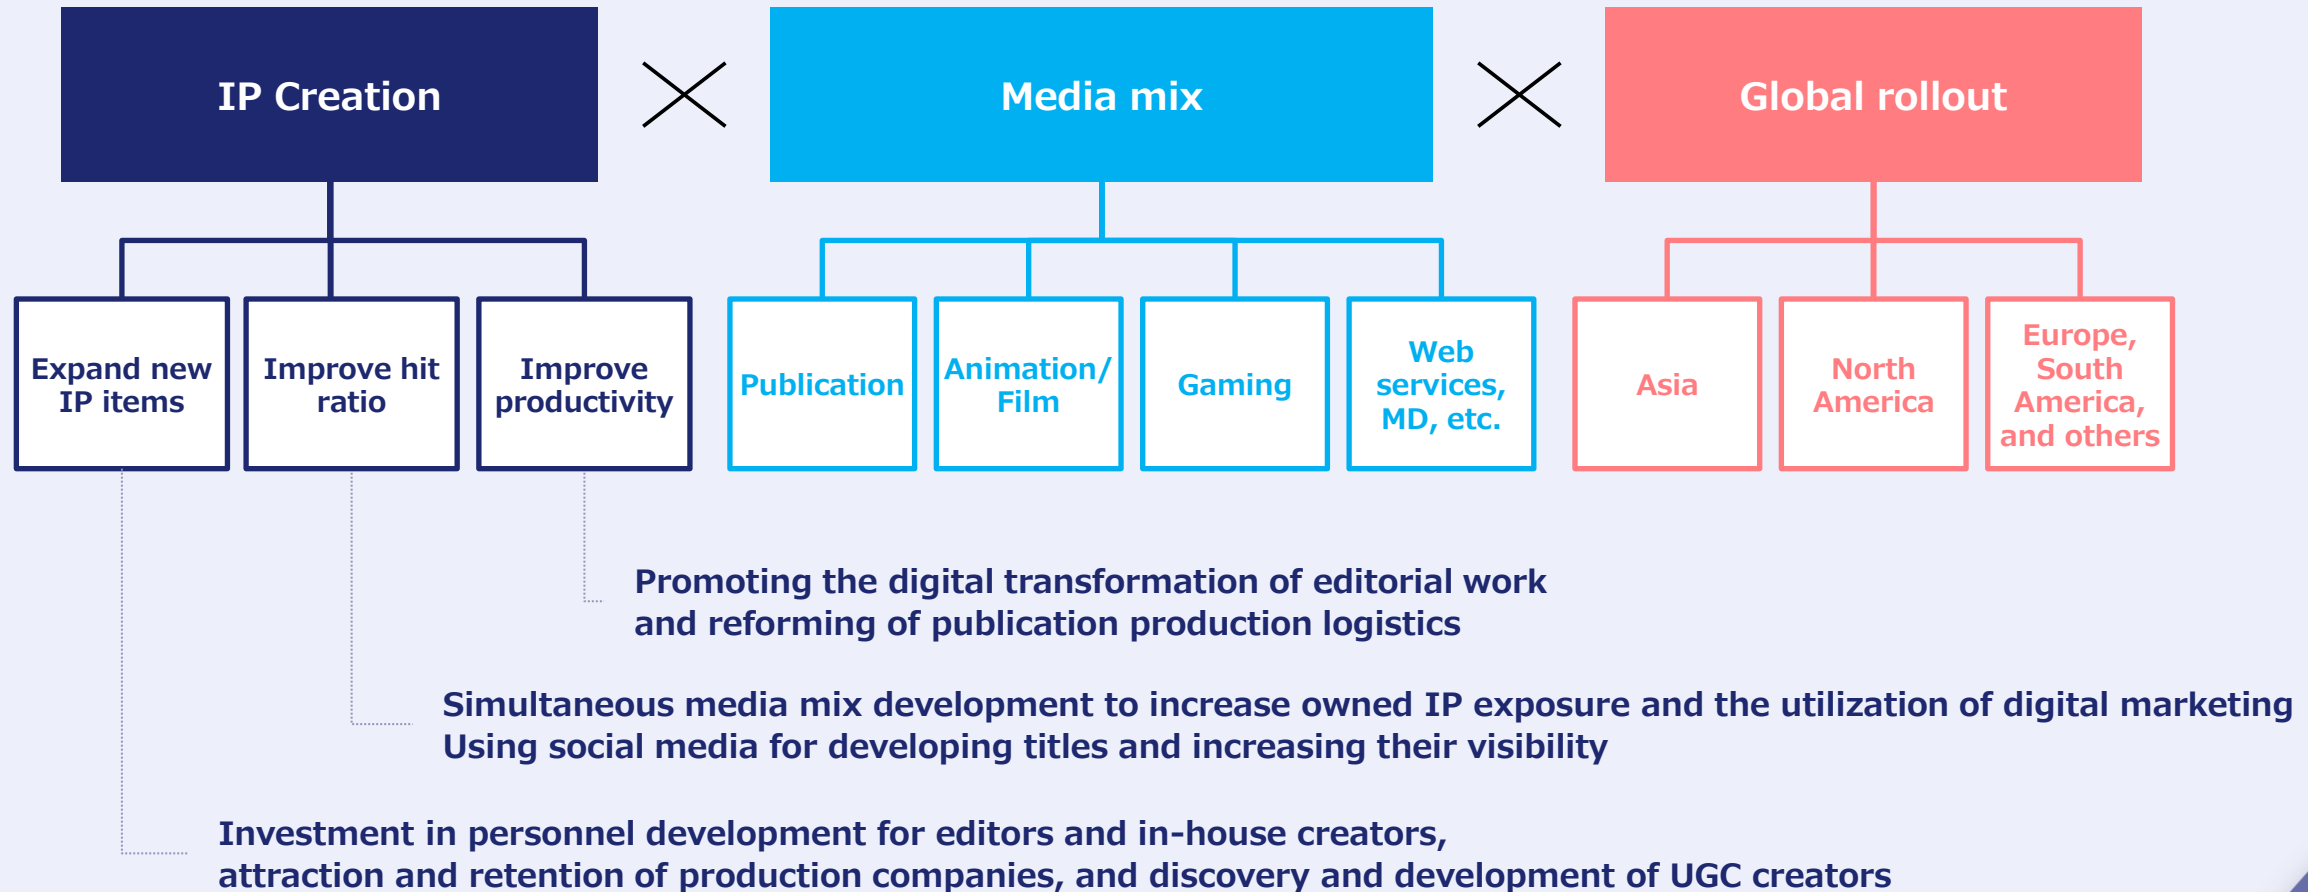 IP Creation
Media mix
Global rollout
Expand new
IP items
Improve hit
ratio
Improve
productivity
Publication
Animation/
Film
Gaming
Web
services,
MD, etc.
Asia
North
America
Europe,
South
America,
and others
Promoting the digital transformation of editorial work
and reforming of publication production logistics
Simultaneous media mix development to increase owned IP exposure and the utilization of digital marketing
Using social media for developing titles and increasing their visibility
Investment in personnel development for editors and in-house creators,
attraction and retention of production companies, and discovery and development of UGC creators